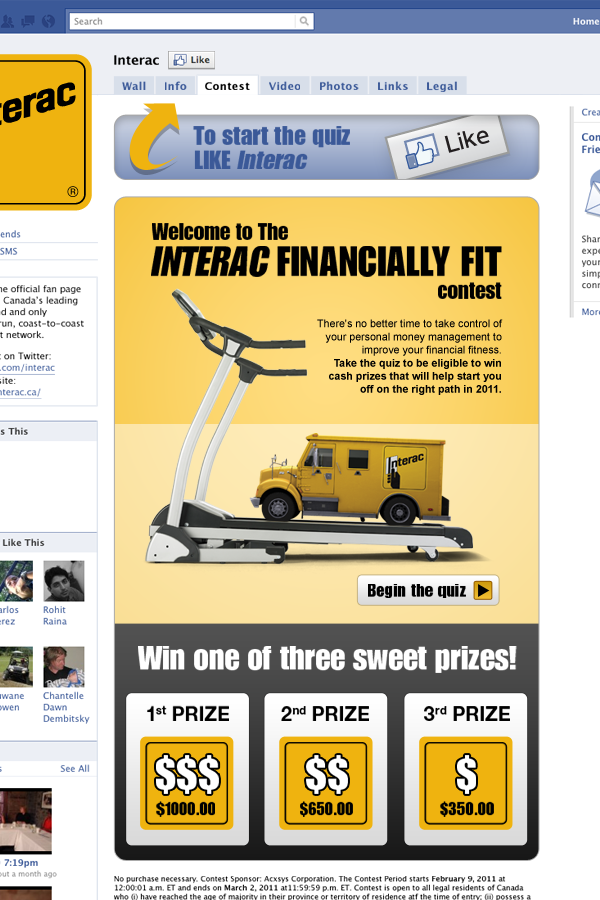 Search
Home
Interac
Like
Wall
Info
Contest
Video
Photos
Links
Legal
terac
®
To start the quiz
LIKE Interac
Like
Welcome to The
INTERAC FINANCIALLY FIT
contest
There's no better time to take control of
your personal money management to
improve your financial fitness.
Take the quiz to be eligible to win
cash prizes that will help start you
off on the right path in 2011.
Interac
Begin the quiz
Win one of three sweet prizes!
1st PRIZE
$$$
$1000.00
2nd PRIZE
$$
$650.00
3rd PRIZE
$
$350.00
No purchase necessary. Contest Sponsor: Acxsys Corporation. The Contest Period starts February 9, 2011 at
12:00:01 a.m. ET and ends on March 2, 2011 at11:59:59 p.m. ET. Contest is open to all legal residents of Canada
who (i) have reached the age of majority in their province or territory of residence atf the time of entry; (ii) possess a
ends
SMS
e official fan page
Canada's leading
d and only
run, coast-to-coast
t network.
on Twitter:
.com/interac
site:
nterac.ca/
s This
Like This
arlos
erez
Rohit
Raina
uwane
owen
Chantelle
Dawn
Dembitsky
s
See All
7:19pm
out a month ago
Crea
Con
Frie
Shar
expe
your
simp
conn
More